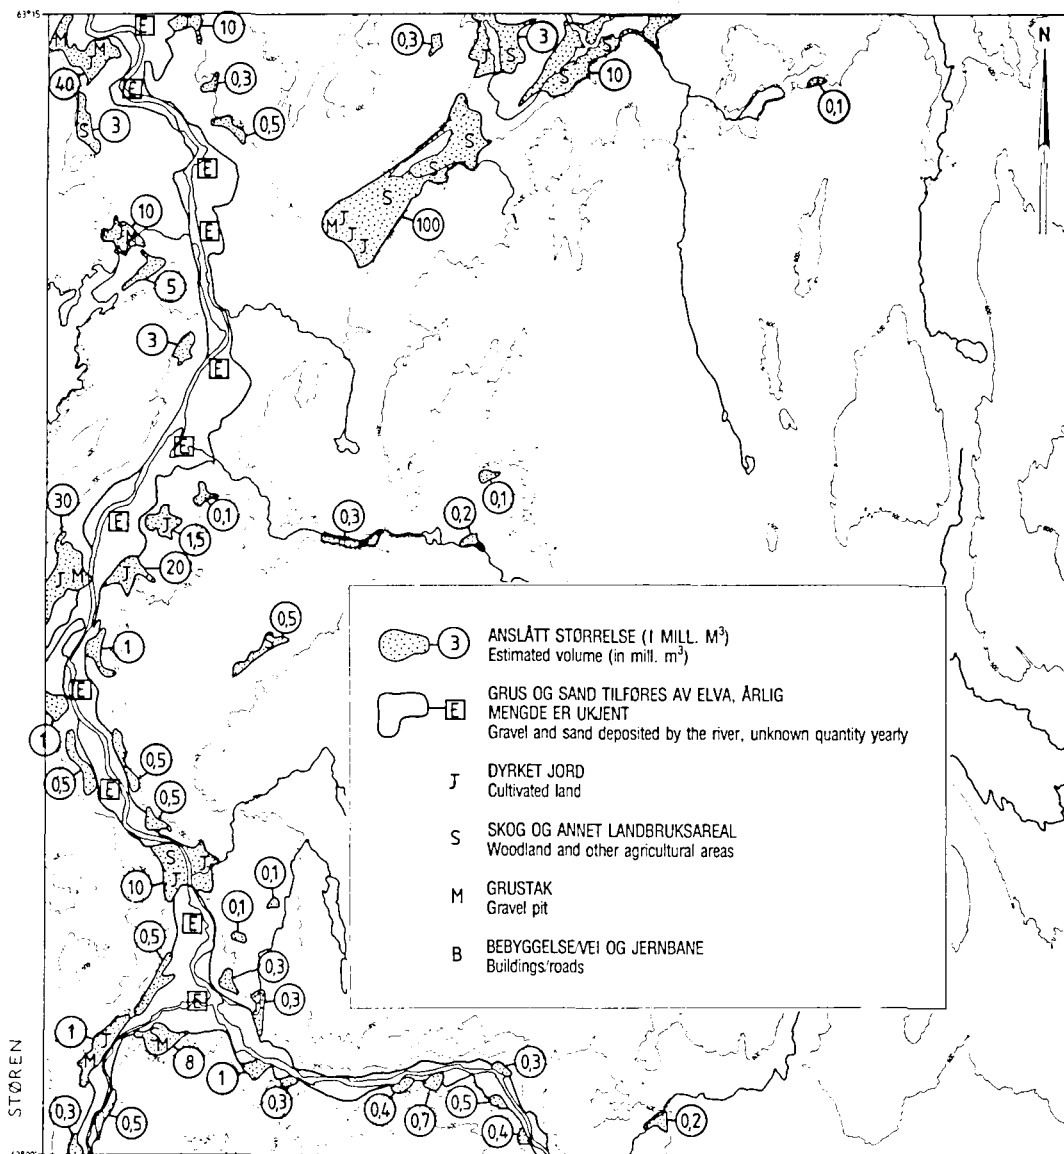 63°15
N
E
10
0,3
3
M
M
J
J
S
S
10
40
E
0,3
0,1
S
3
0,5
E
S
S
S
10
J
M
E
M
J
J
J
100
5
3
E
E
0,1
0,1
30
E
J
1,5
0,3
0,2
J
M
J
20
0,5
1
E
1
0,5
0,5
E
0,5
S
J
J
10
0,1
0,1
E
0,5
0,3
0,3
E
1
J
M
M
8
1
0,3
0,4
0,7
0,5
0,3
0,4
0,2
0,3
0,5
STØREN
3
ANSLÅTT STØRRELSE (I MILL. M³)
Estimated volume (in mill. m³)
E
GRUS OG SAND TILFØRES AV ELVA, ÅRLIG
MENGDE ER UKJENT
Gravel and sand deposited by the river, unknown quantity yearly
J
DYRKET JORD
Cultivated land
S
SKOG OG ANNET LANDBRUKSAREAL
Woodland and other agricultural areas
M
GRUSTAK
Gravel pit
B
BEBYGGELSE/VEI OG JERNBANE
Buildings/roads